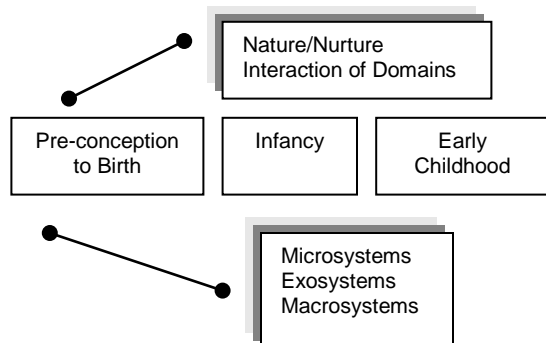 Nature/Nurture
Interaction of Domains
Pre-conception
to Birth
Infancy
Early
Childhood
Microsystems
Exosystems
Macrosystems